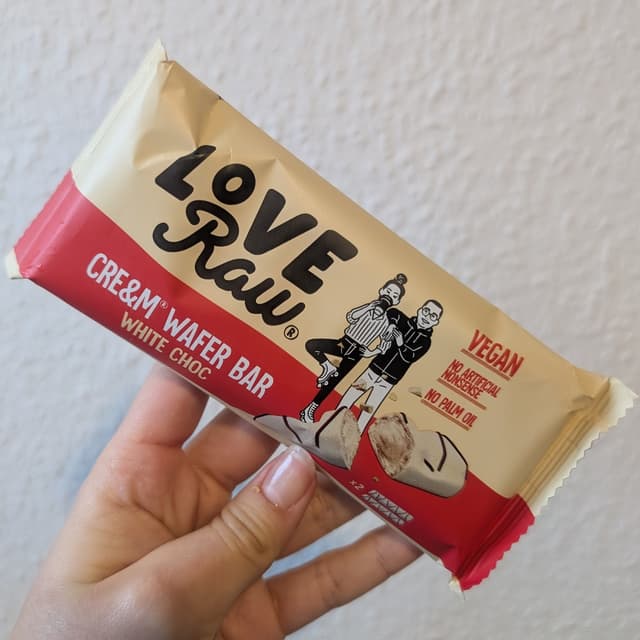 LOVE
Raw®
CRE&M® WAFER BAR
WHITE CHOC
VEGAN
NO ARTIFICIAL
NONSENSE
NO PALM OIL
x2